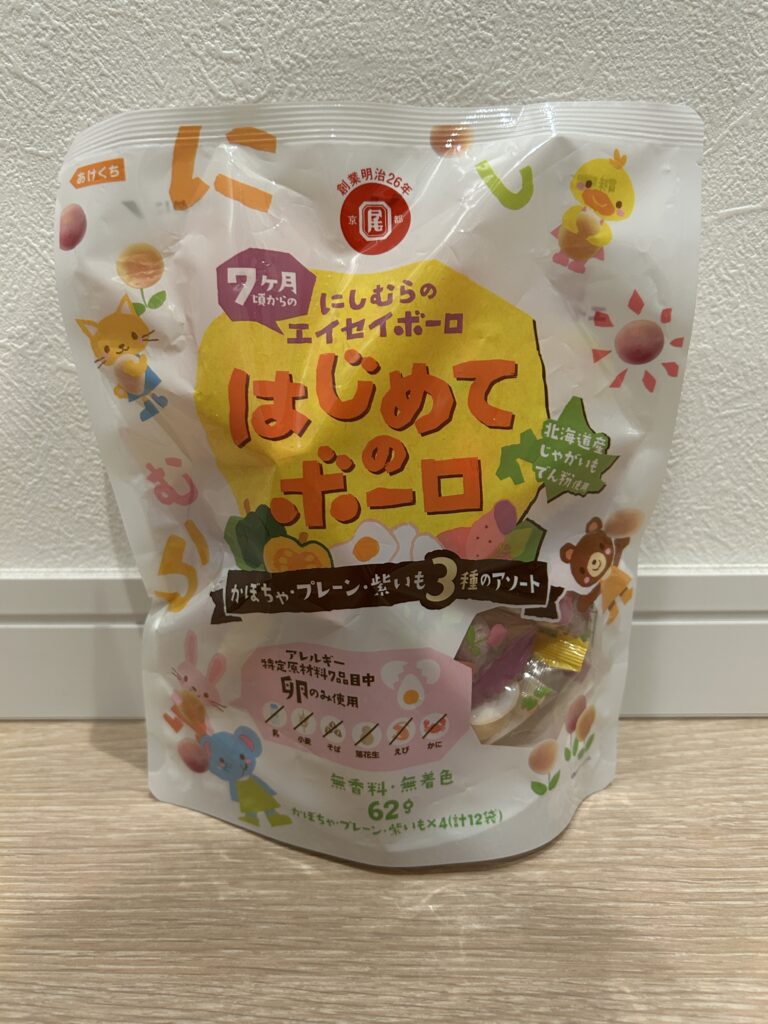 あけくち
に
し
む
ら
創業明治26年
京都
尾
7ヶ月
頃からの
にしむらの
エイセイボーロ
はじめて
の
ボーロ
北海道産
じゃがいも
でん粉使用
かぼちゃ・プレーン・紫いも3種のアソート
アレルギー
特定原材料7品目中
卵のみ使用
乳 小麦 そば 落花生 えび かに
無香料・無着色
62g
かぼちゃ・プレーン・紫いも×4(計12袋)